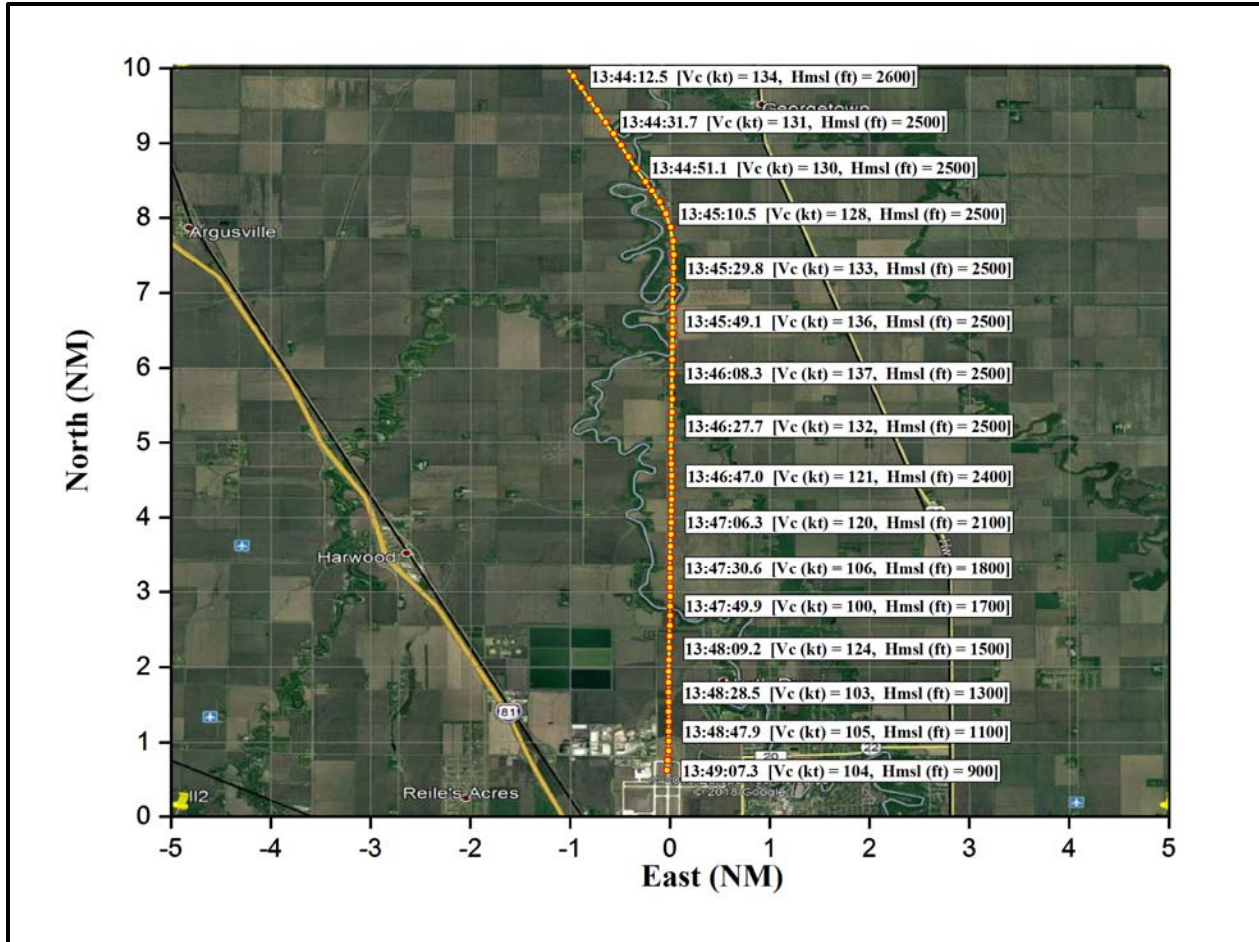 10
9
8
7
6
5
4
3
2
1
0
North (NM)
13:44:12.5 [Vc (kt) = 134, Hmsl (ft) = 2600]
Georgetown
13:44:31.7 [Vc (kt) = 131, Hmsl (ft) = 2500]
13:44:51.1 [Vc (kt) = 130, Hmsl (ft) = 2500]
13:45:10.5 [Vc (kt) = 128, Hmsl (ft) = 2500]
Argusville
13:45:29.8 [Vc (kt) = 133, Hmsl (ft) = 2500]
13:45:49.1 [Vc (kt) = 136, Hmsl (ft) = 2500]
13:46:08.3 [Vc (kt) = 137, Hmsl (ft) = 2500]
13:46:27.7 [Vc (kt) = 132, Hmsl (ft) = 2500]
13:46:47.0 [Vc (kt) = 121, Hmsl (ft) = 2400]
13:47:06.3 [Vc (kt) = 120, Hmsl (ft) = 2100]
Harwood
13:47:30.6 [Vc (kt) = 106, Hmsl (ft) = 1800]
13:47:49.9 [Vc (kt) = 100, Hmsl (ft) = 1700]
13:48:09.2 [Vc (kt) = 124, Hmsl (ft) = 1500]
13:48:28.5 [Vc (kt) = 103, Hmsl (ft) = 1300]
81
13:48:47.9 [Vc (kt) = 105, Hmsl (ft) = 1100]
20
22
13:49:07.3 [Vc (kt) = 104, Hmsl (ft) = 900]
ll2
Reile's Acres
© 2018 Google
-5 -4 -3 -2 -1 0 1 2 3 4 5
East (NM)